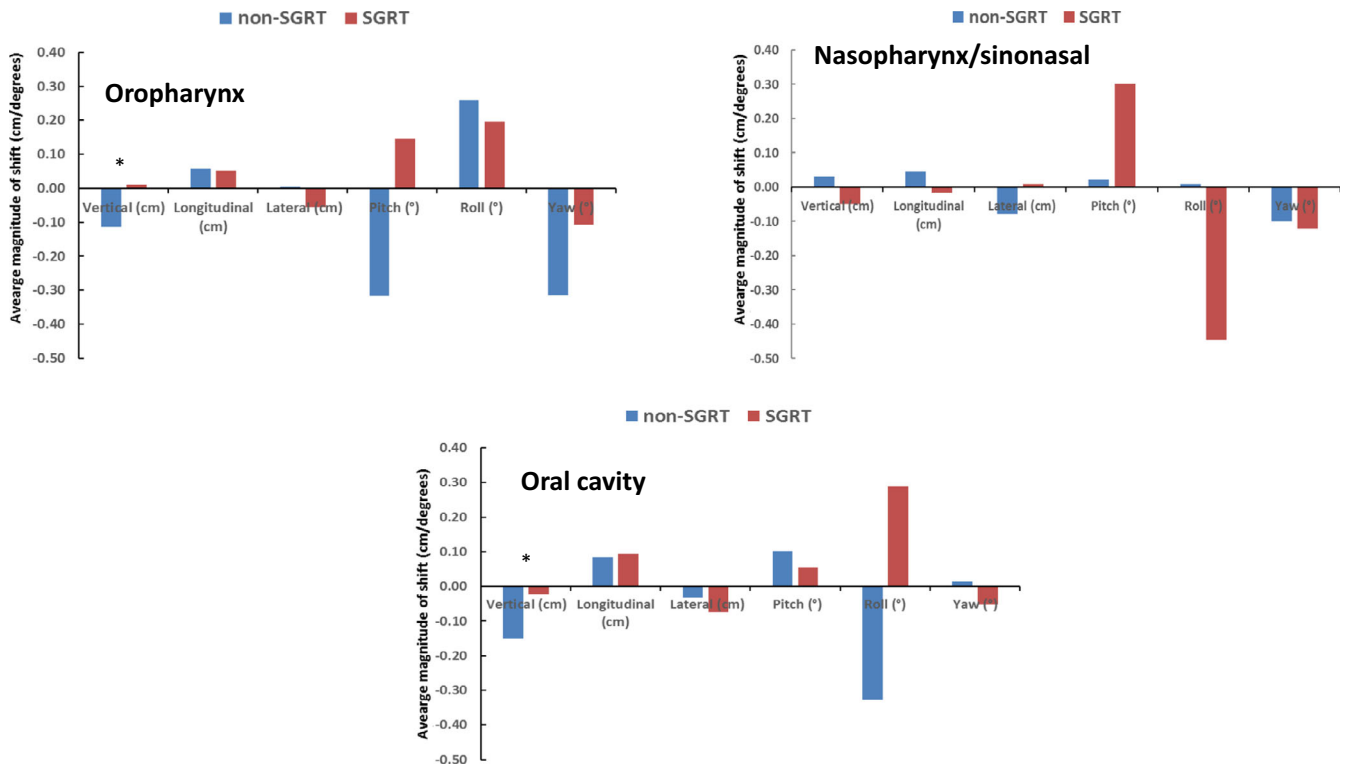 non-SGRT SGRT
Oropharynx
Avearge magnitude of shift (cm/degrees)
0.40
0.30
0.20
0.10
0.00
-0.10
-0.20
-0.30
-0.40
-0.50
*
Vertical (cm) Longitudinal (cm) Lateral (cm) Pitch (°) Roll (°) Yaw (°)
non-SGRT SGRT
Nasopharynx/sinonasal
Avearge magnitude of shift (cm/degrees)
0.40
0.30
0.20
0.10
0.00
-0.10
-0.20
-0.30
-0.40
-0.50
Vertical (cm) Longitudinal (cm) Lateral (cm) Pitch (°) Roll (°) Yaw (°)
non-SGRT SGRT
Oral cavity
Avearge magnitude of shift (cm/degrees)
0.40
0.30
0.20
0.10
0.00
-0.10
-0.20
-0.30
-0.40
-0.50
*
Vertical (cm) Longitudinal (cm) Lateral (cm) Pitch (°) Roll (°) Yaw (°)